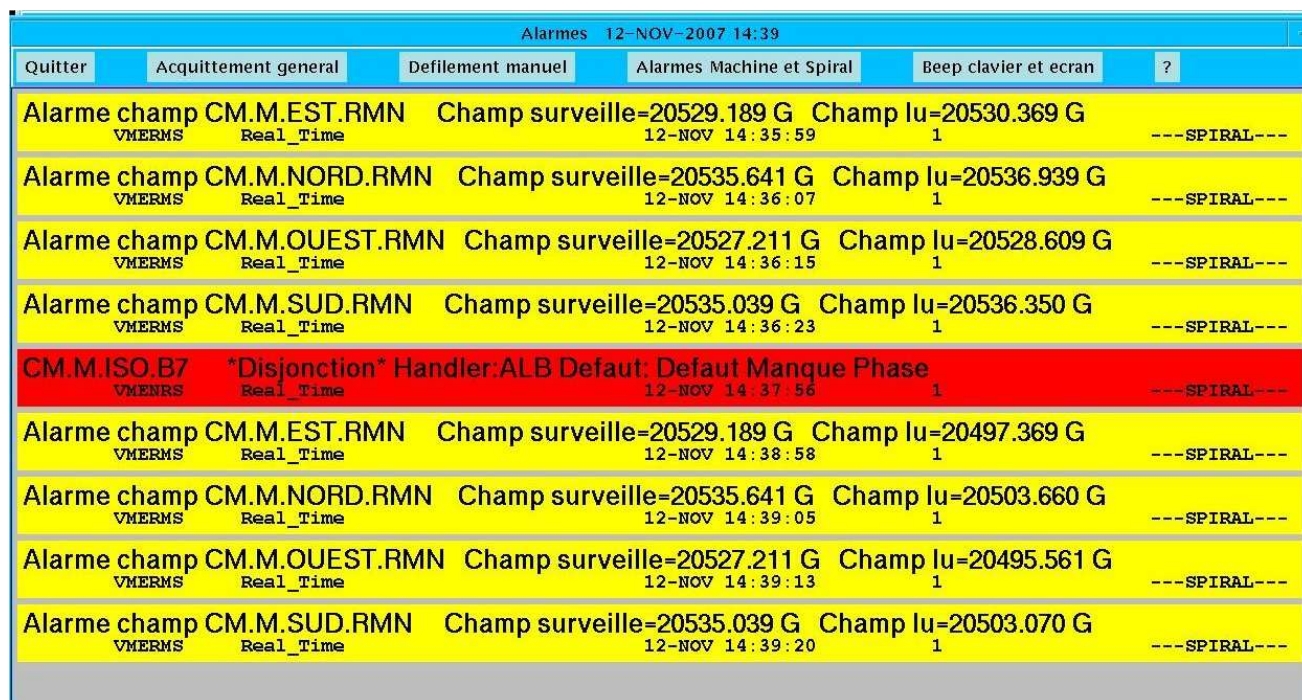 Alarmes 12-NOV-2007 14:39
Quitter Acquittement general Defilement manuel Alarmes Machine et Spiral Beep clavier et ecran ?
Alarme champ CM.M.EST.RMN Champ surveille=20529.189 G Champ lu=20530.369 G
VMERMS Real_Time 12-NOV 14:35:59 1 ---SPIRAL---
Alarme champ CM.M.NORD.RMN Champ surveille=20535.641 G Champ lu=20536.939 G
VMERMS Real_Time 12-NOV 14:36:07 1 ---SPIRAL---
Alarme champ CM.M.OUEST.RMN Champ surveille=20527.211 G Champ lu=20528.609 G
VMERMS Real_Time 12-NOV 14:36:15 1 ---SPIRAL---
Alarme champ CM.M.SUD.RMN Champ surveille=20535.039 G Champ lu=20536.350 G
VMERMS Real_Time 12-NOV 14:36:23 1 ---SPIRAL---
CM.M.ISO.B7 *Disjonction* Handler:ALB Defaut: Defaut Manque Phase
VMENRS Real_Time 12-NOV 14:37:56 1 ---SPIRAL---
Alarme champ CM.M.EST.RMN Champ surveille=20529.189 G Champ lu=20497.369 G
VMERMS Real_Time 12-NOV 14:38:58 1 ---SPIRAL---
Alarme champ CM.M.NORD.RMN Champ surveille=20535.641 G Champ lu=20503.660 G
VMERMS Real_Time 12-NOV 14:39:05 1 ---SPIRAL---
Alarme champ CM.M.OUEST.RMN Champ surveille=20527.211 G Champ lu=20495.561 G
VMERMS Real_Time 12-NOV 14:39:13 1 ---SPIRAL---
Alarme champ CM.M.SUD.RMN Champ surveille=20535.039 G Champ lu=20503.070 G
VMERMS Real_Time 12-NOV 14:39:20 1 ---SPIRAL---